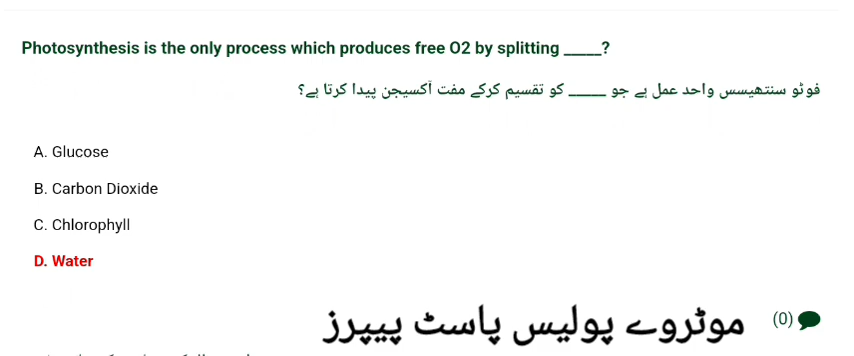 Photosynthesis is the only process which produces free O2 by splitting _____?
فوٹو سنتھیسس واحد عمل ہے جو _____ کو تقسیم کرکے مفت آکسیجن پیدا کرتا ہے؟
A. Glucose
B. Carbon Dioxide
C. Chlorophyll
D. Water
موٹروے پولیس پاسٹ پیپرز
(0)